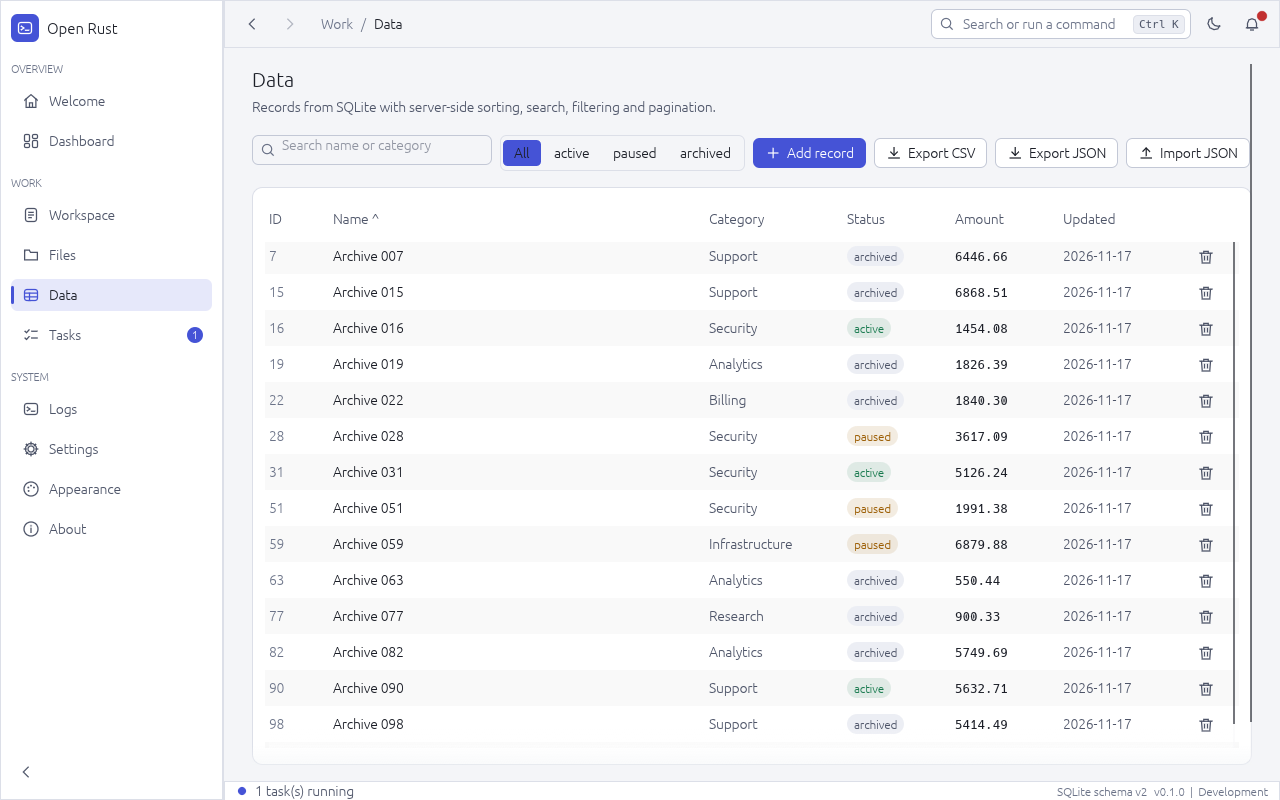 Open Rust
OVERVIEW
Welcome
Dashboard
WORK
Workspace
Files
Data
Tasks 1
SYSTEM
Logs
Settings
Appearance
About
Work / Data
Search or run a command Ctrl K
Data
Records from SQLite with server-side sorting, search, filtering and pagination.
Search name or category All active paused archived + Add record Export CSV Export JSON Import JSON
ID Name ^ Category Status Amount Updated
7 Archive 007 Support archived 6446.66 2026-11-17
15 Archive 015 Support archived 6868.51 2026-11-17
16 Archive 016 Security active 1454.08 2026-11-17
19 Archive 019 Analytics archived 1826.39 2026-11-17
22 Archive 022 Billing archived 1840.30 2026-11-17
28 Archive 028 Security paused 3617.09 2026-11-17
31 Archive 031 Security active 5126.24 2026-11-17
51 Archive 051 Security paused 1991.38 2026-11-17
59 Archive 059 Infrastructure paused 6879.88 2026-11-17
63 Archive 063 Analytics archived 550.44 2026-11-17
77 Archive 077 Research archived 900.33 2026-11-17
82 Archive 082 Analytics archived 5749.69 2026-11-17
90 Archive 090 Support active 5632.71 2026-11-17
98 Archive 098 Support archived 5414.49 2026-11-17
1 task(s) running
SQLite schema v2 v0.1.0 | Development